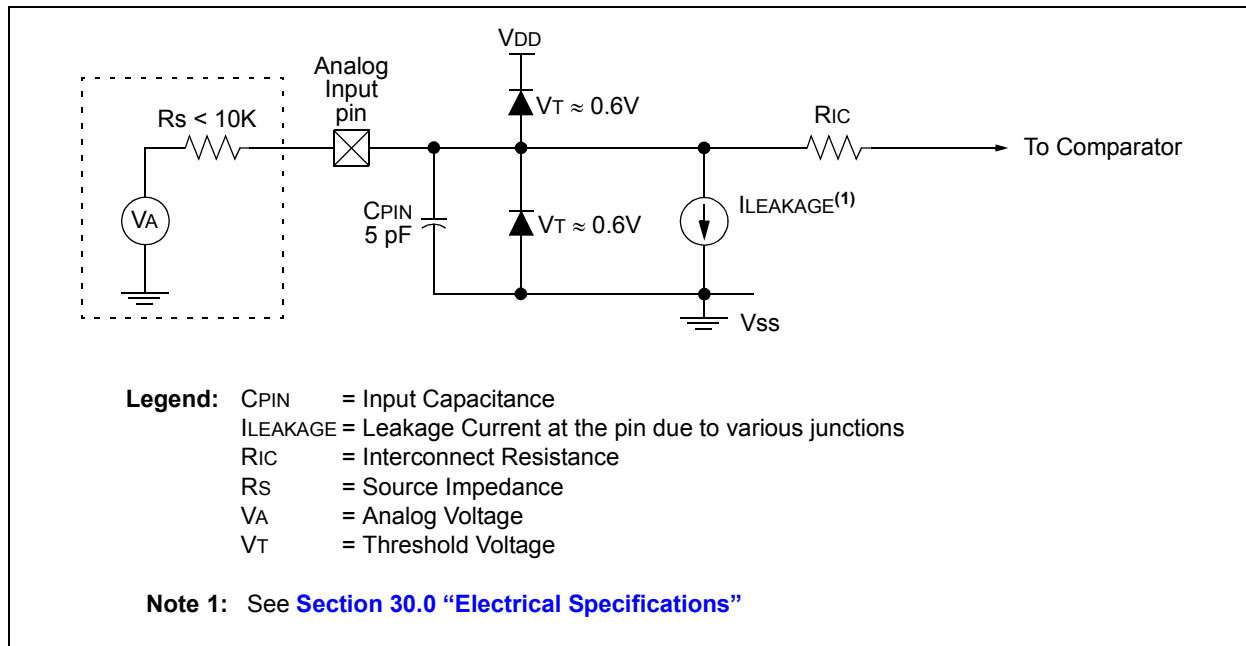 VDD
Analog
Input
pin
Rs < 10K
VT ≈ 0.6V
RIC
To Comparator
VA
CPIN
5 pF
VT ≈ 0.6V
ILEAKAGE(1)
Vss
Legend: CPIN = Input Capacitance
ILEAKAGE = Leakage Current at the pin due to various junctions
RIC = Interconnect Resistance
RS = Source Impedance
VA = Analog Voltage
VT = Threshold Voltage
Note 1: See Section 30.0 “Electrical Specifications”